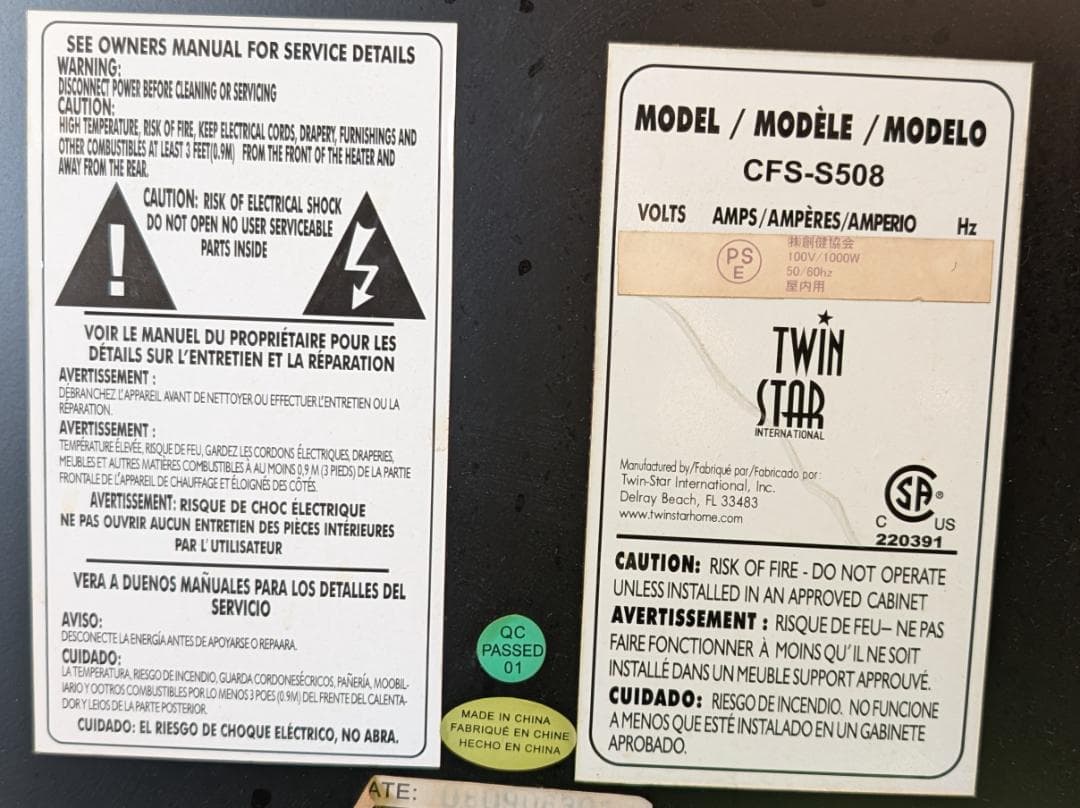 SEE OWNERS MANUAL FOR SERVICE DETAILS
WARNING:
DISCONNECT POWER BEFORE CLEANING OR SERVICING
CAUTION:
HIGH TEMPERATURE, RISK OF FIRE, KEEP ELECTRICAL CORDS, DRAPERY, FURNISHINGS AND
OTHER COMBUSTIBLES AT LEAST 3 FEET(0.9M) FROM THE FRONT OF THE HEATER AND
AWAY FROM THE REAR.
CAUTION: RISK OF ELECTRICAL SHOCK
DO NOT OPEN NO USER SERVICEABLE
PARTS INSIDE
VOIR LE MANUEL DU PROPRIÉTAIRE POUR LES
DÉTAILS SUR L'ENTRETIEN ET LA RÉPARATION
AVERTISSEMENT :
DÉBRANCHEZ L'APPAREIL AVANT DE NETTOYER OU EFFECTUER L'ENTRETIEN OU LA
RÉPARATION.
AVERTISSEMENT :
TEMPÉRATURE ÉLEVÉE, RISQUE DE FEU, GARDEZ LES CORDONS ÉLECTRIQUES, DRAPERIES,
MEUBLES ET AUTRES MATIÈRES COMBUSTIBLES À AU MOINS 0,9 M (3 PIEDS) DE LA PARTIE
FRONTALE DE L'APPAREIL DE CHAUFFAGE ET ÉLOIGNÉS DES CÔTÉS.
AVERTISSEMENT: RISQUE DE CHOC ÉLECTRIQUE
NE PAS OUVRIR AUCUN ENTRETIEN DES PIÈCES INTÉRIEURES
PAR L'UTILISATEUR
VERA A DUENOS MAÑUALES PARA LOS DETALLES DEL
SERVICIO
AVISO:
DESCONECTE LA ENERGÍA ANTES DE APOYARSE O REPAARA.
CUIDADO:
LA TEMPERATURA, RIESGO DE INCENDIO, GUARDA CORDONESÉCRICOS, PAÑERÍA, MOOBIL-
IARIO Y OOTROS COMBUSTIBLES POR LO MENOS 3 POES (0.9M) DEL FRENTE DEL CALENTA-
DOR Y LEIOS DE LA PARTE POSTERIOR.
CUIDADO: EL RIESGO DE CHOQUE ELÉCTRICO, NO ABRA.
QC
PASSED
01
MADE IN CHINA
FABRIQUÉ EN CHINE
HECHO EN CHINA
ATE:
MODEL / MODÈLE / MODELO
CFS-S508
VOLTS AMPS/AMPÈRES/AMPERIO Hz
PS
E
㈱創健協会
100V/1000W
50/60hz
屋内用
TWIN
STAR
INTERNATIONAL
Manufactured by/Fabriqué par/Fabricado por:
Twin-Star International, Inc.
Delray Beach, FL 33483
www.twinstarhome.com
SA®
C US
220391
CAUTION: RISK OF FIRE - DO NOT OPERATE
UNLESS INSTALLED IN AN APPROVED CABINET
AVERTISSEMENT : RISQUE DE FEU– NE PAS
FAIRE FONCTIONNER À MOINS QU'IL NE SOIT
INSTALLÉ DANS UN MEUBLE SUPPORT APPROUVÉ.
CUIDADO: RIESGO DE INCENDIO. NO FUNCIONE
A MENOS QUE ESTÉ INSTALADO EN UN GABINETE
APROBADO.